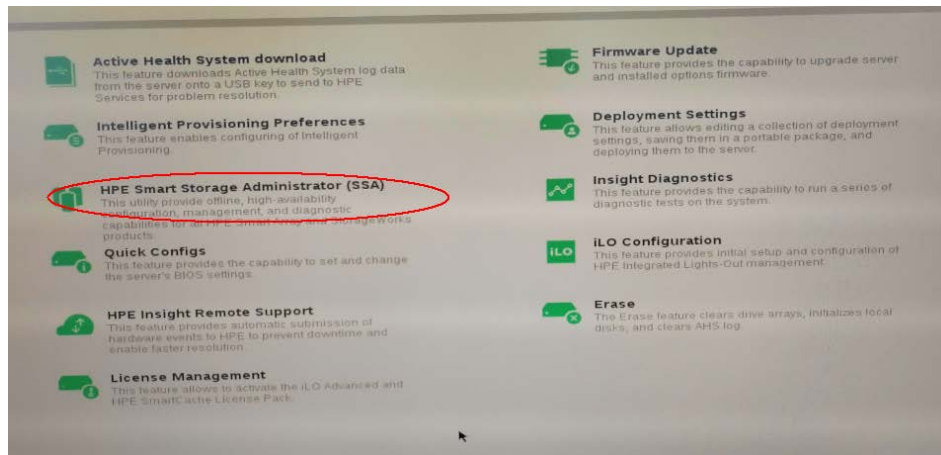 Active Health System download
This feature downloads Active Health System log data
from the server onto a USB key to send to HPE
Services for problem resolution.
Intelligent Provisioning Preferences
This feature enables configuring of Intelligent
Provisioning.
HPE Smart Storage Administrator (SSA)
This utility provide offline, high-availability
configuration, management, and diagnostic
capabilities for all HPE Smart Array and StorageWorks
products.
Quick Configs
This feature provides the capability to set and change
the server's BIOS settings.
HPE Insight Remote Support
This feature provides automatic submission of
hardware events to HPE to prevent downtime and
enable faster resolution.
License Management
This feature allows to activate the iLO Advanced and
HPE SmartCache License Pack.
Firmware Update
This feature provides the capability to upgrade server
and installed options firmware.
Deployment Settings
This feature allows editing a collection of deployment
settings, saving them in a portable package, and
deploying them to the server.
Insight Diagnostics
This feature provides the capability to run a series of
diagnostic tests on the system.
iLO
iLO Configuration
This feature provides initial setup and configuration of
HPE Integrated Lights-Out management.
Erase
The Erase feature clears drive arrays, initializes local
disks, and clears AHS log.